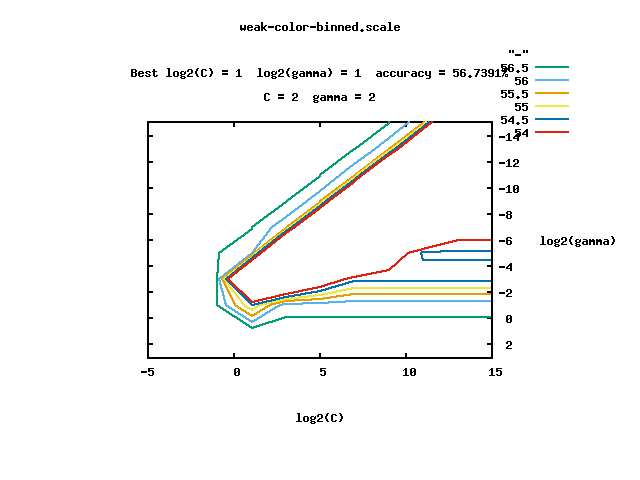 weak-color-binned.scale
"-"
Best log2(C) = 1  log2(gamma) = 1  accuracy = 56.7391%
56.5
56
C = 2  gamma = 2
55.5
55
54.5
54
-14
-12
-10
-8
-6
log2(gamma)
-4
-2
0
2
-5 0 5 10 15
log2(C)